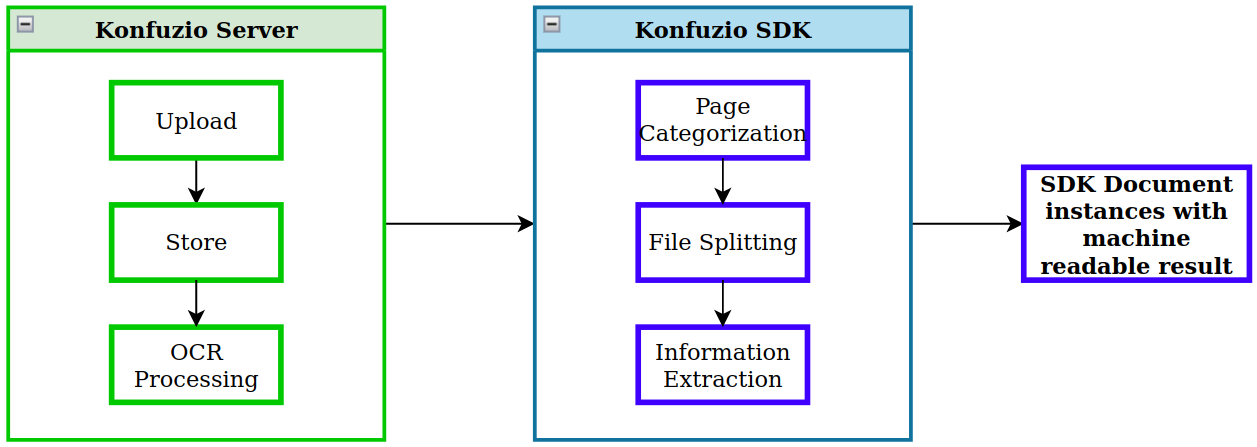 Konfuzio Server
Upload
Store
OCR
Processing
Konfuzio SDK
Page
Categorization
File Splitting
Information
Extraction
SDK Document
instances with
machine
readable result